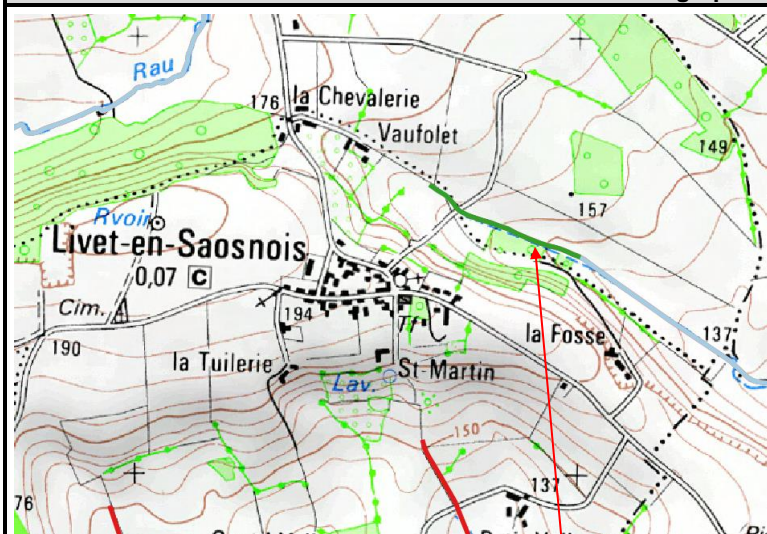 Rau
176
la Chevalerie
Vaufolet
149
157
Rvoir
Livet-en-Saosnois
0,07 C
Cim.
194
190
la Fosse
137
la Tuilerie
St-Martin
Lav.
150
137
76